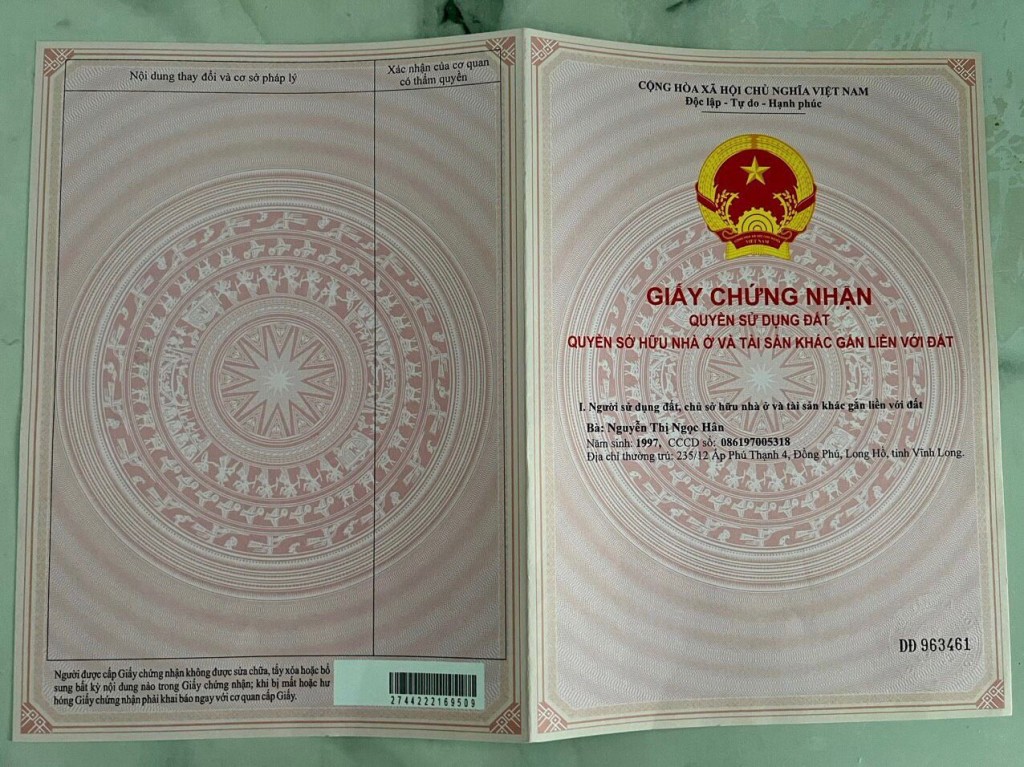 Nội dung thay đổi và cơ sở pháp lý
Xác nhận của cơ quan
có thẩm quyền
Người được cấp Giấy chứng nhận không được sửa chữa, tẩy xóa hoặc bổ
sung bất kỳ nội dung nào trong Giấy chứng nhận; khi bị mất hoặc hư
hỏng Giấy chứng nhận phải khai báo ngay với cơ quan cấp Giấy.
2744222169509
CỘNG HÒA XÃ HỘI CHỦ NGHĨA VIỆT NAM
Độc lập - Tự do - Hạnh phúc
VIỆT NAM
GIẤY CHỨNG NHẬN
QUYỀN SỬ DỤNG ĐẤT
QUYỀN SỞ HỮU NHÀ Ở VÀ TÀI SẢN KHÁC GẮN LIỀN VỚI ĐẤT
I. Người sử dụng đất, chủ sở hữu nhà ở và tài sản khác gắn liền với đất
Bà: Nguyễn Thị Ngọc Hân
Năm sinh: 1997, CCCD số: 086197005318
Địa chỉ thường trú: 235/12 Ấp Phú Thạnh 4, Đồng Phú, Long Hồ, tỉnh Vĩnh Long.
DĐ 963461